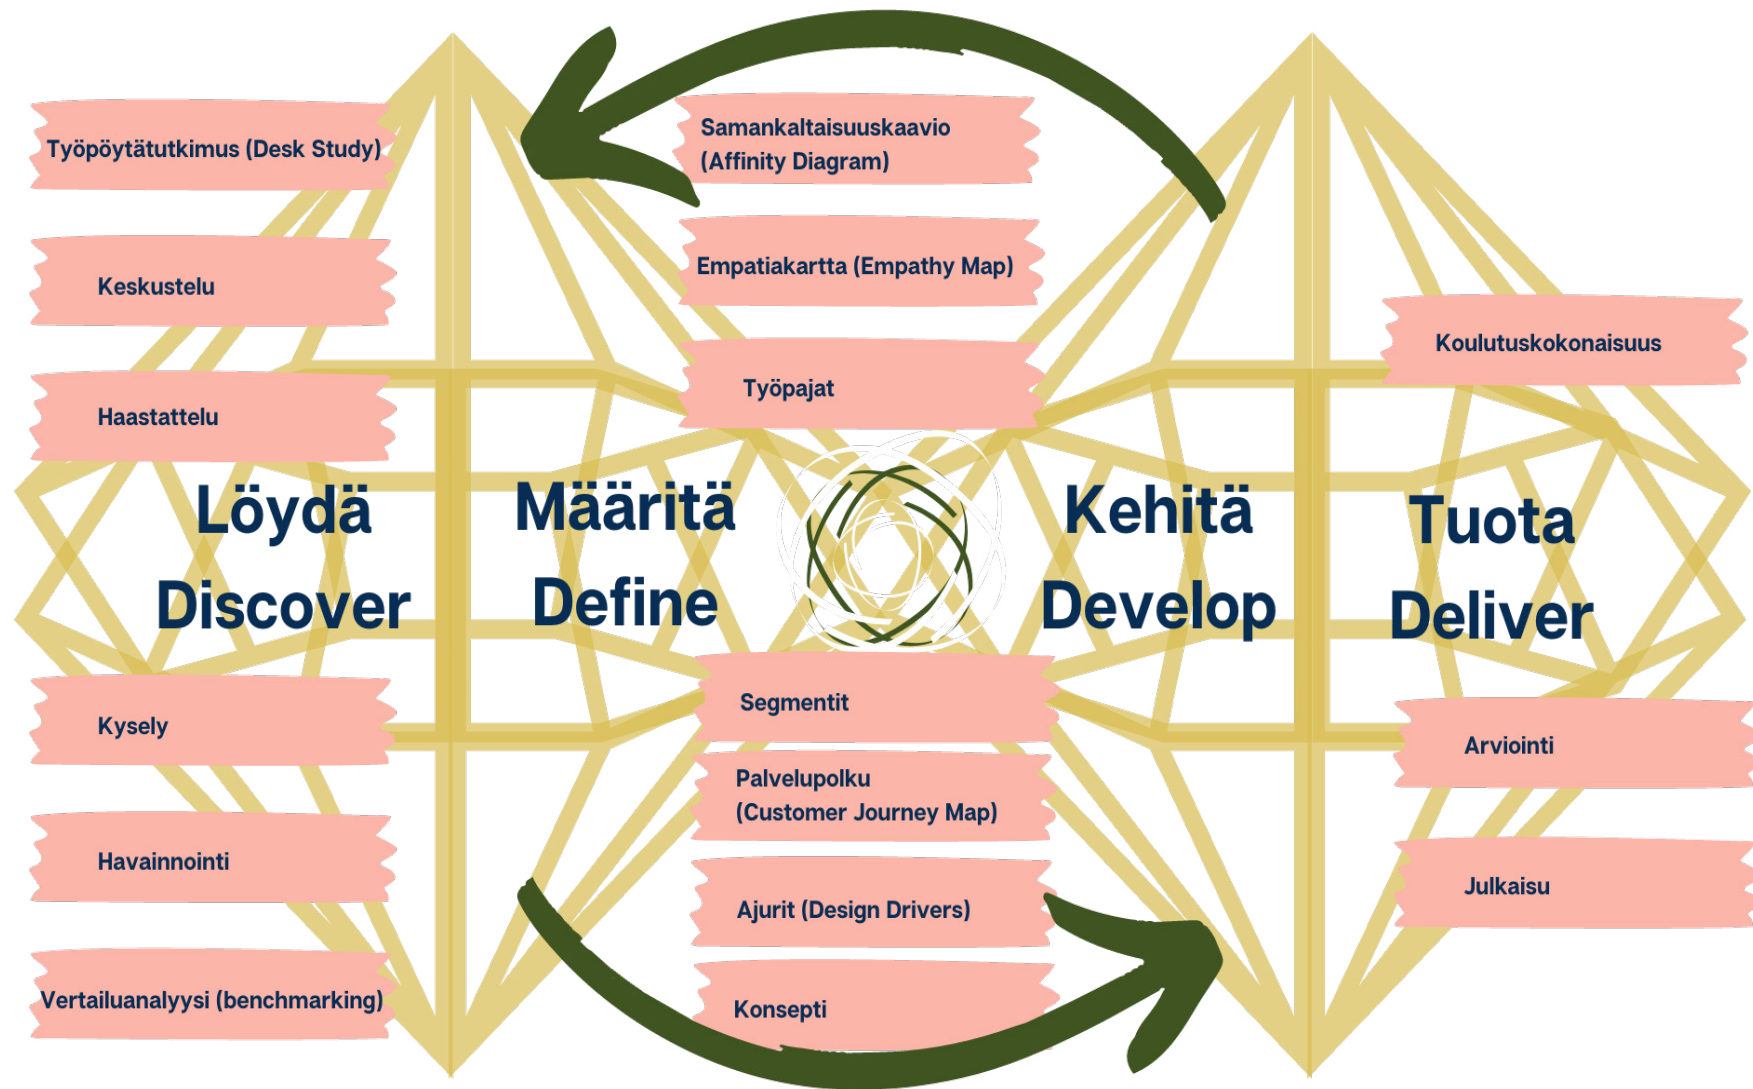 Työpöytätutkimus (Desk Study)
Keskustelu
Haastattelu
Löydä
Discover
Kysely
Havainnointi
Vertailuanalyysi (benchmarking)
Määritä
Define
Samankaltaisuuskaavio
(Affinity Diagram)
Empatiakartta (Empathy Map)
Työpajat
Segmentit
Palvelupolku
(Customer Journey Map)
Ajurit (Design Drivers)
Konsepti
Kehitä
Develop
Koulutuskokonaisuus
Tuota
Deliver
Arviointi
Julkaisu